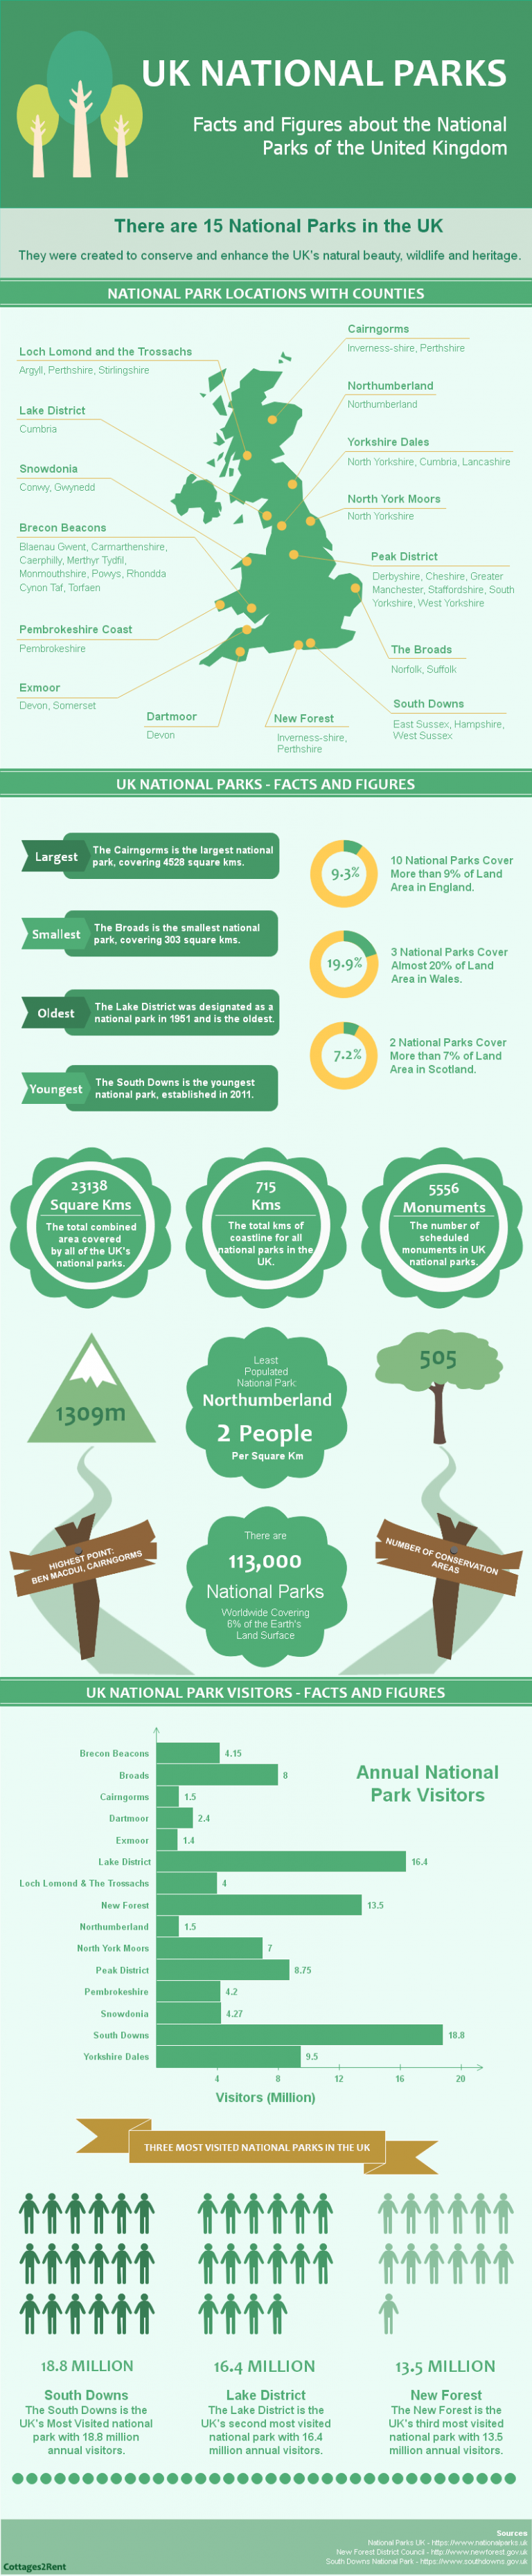 UK NATIONAL PARKS
Facts and Figures about the National
Parks of the United Kingdom
There are 15 National Parks in the UK
They were created to conserve and enhance the UK's natural beauty, wildlife and heritage.
NATIONAL PARK LOCATIONS WITH COUNTIES
Cairngorms
Inverness-shire, Perthshire
Loch Lomond and the Trossachs
Argyll, Perthshire, Stirlingshire
Northumberland
Northumberland
Lake District
Cumbria
Yorkshire Dales
North Yorkshire, Cumbria, Lancashire
Snowdonia
Conwy, Gwynedd
North York Moors
North Yorkshire
Brecon Beacons
Blaenau Gwent, Carmarthenshire,
Caerphilly, Merthyr Tydfil,
Monmouthshire, Powys, Rhondda
Cynon Taf, Torfaen
Peak District
Derbyshire, Cheshire, Greater
Manchester, Staffordshire, South
Yorkshire, West Yorkshire
Pembrokeshire Coast
Pembrokeshire
The Broads
Norfolk, Suffolk
Exmoor
Devon, Somerset
South Downs
East Sussex, Hampshire,
West Sussex
Dartmoor
Devon
New Forest
Inverness-shire,
Perthshire
UK NATIONAL PARKS - FACTS AND FIGURES
Largest
The Cairngorms is the largest national
park, covering 4528 square kms.
9.3%
10 National Parks Cover
More than 9% of Land
Area in England.
Smallest
The Broads is the smallest national
park, covering 303 square kms.
19.9%
3 National Parks Cover
Almost 20% of Land
Area in Wales.
Oldest
The Lake District was designated as a
national park in 1951 and is the oldest.
7.2%
2 National Parks Cover
More than 7% of Land
Area in Scotland.
Youngest
The South Downs is the youngest
national park, established in 2011.
23138
Square Kms
The total combined
area covered
by all of the UK's
national parks.
715
Kms
The total kms of
coastline for all
national parks in the
UK.
5556
Monuments
The number of
scheduled
monuments in UK
national parks.
1309m
HIGHEST POINT:
BEN MACDUI, CAIRNGORMS
Least
Populated
National Park:
Northumberland
2 People
Per Square Km
505
NUMBER OF CONSERVATION
AREAS
There are
113,000
National Parks
Worldwide Covering
6% of the Earth's
Land Surface
UK NATIONAL PARK VISITORS - FACTS AND FIGURES
Annual National
Park Visitors
Brecon Beacons 4.15
Broads 8
Cairngorms 1.5
Dartmoor 2.4
Exmoor 1.4
Lake District 16.4
Loch Lomond & The Trossachs 4
New Forest 13.5
Northumberland 1.5
North York Moors 7
Peak District 8.75
Pembrokeshire 4.2
Snowdonia 4.27
South Downs 18.8
Yorkshire Dales 9.5
4 8 12 16 20
Visitors (Million)
THREE MOST VISITED NATIONAL PARKS IN THE UK
18.8 MILLION
South Downs
The South Downs is the
UK's Most Visited national
park with 18.8 million
annual visitors.
16.4 MILLION
Lake District
The Lake District is the
UK's second most visited
national park with 16.4
million annual visitors.
13.5 MILLION
New Forest
The New Forest is the
UK's third most visited
national park with 13.5
million annual visitors.
Sources
National Parks UK - https://www.nationalparks.uk
New Forest District Council - http://www.newforest.gov.uk
South Downs National Park - https://www.southdowns.gov.uk
Cottages2Rent